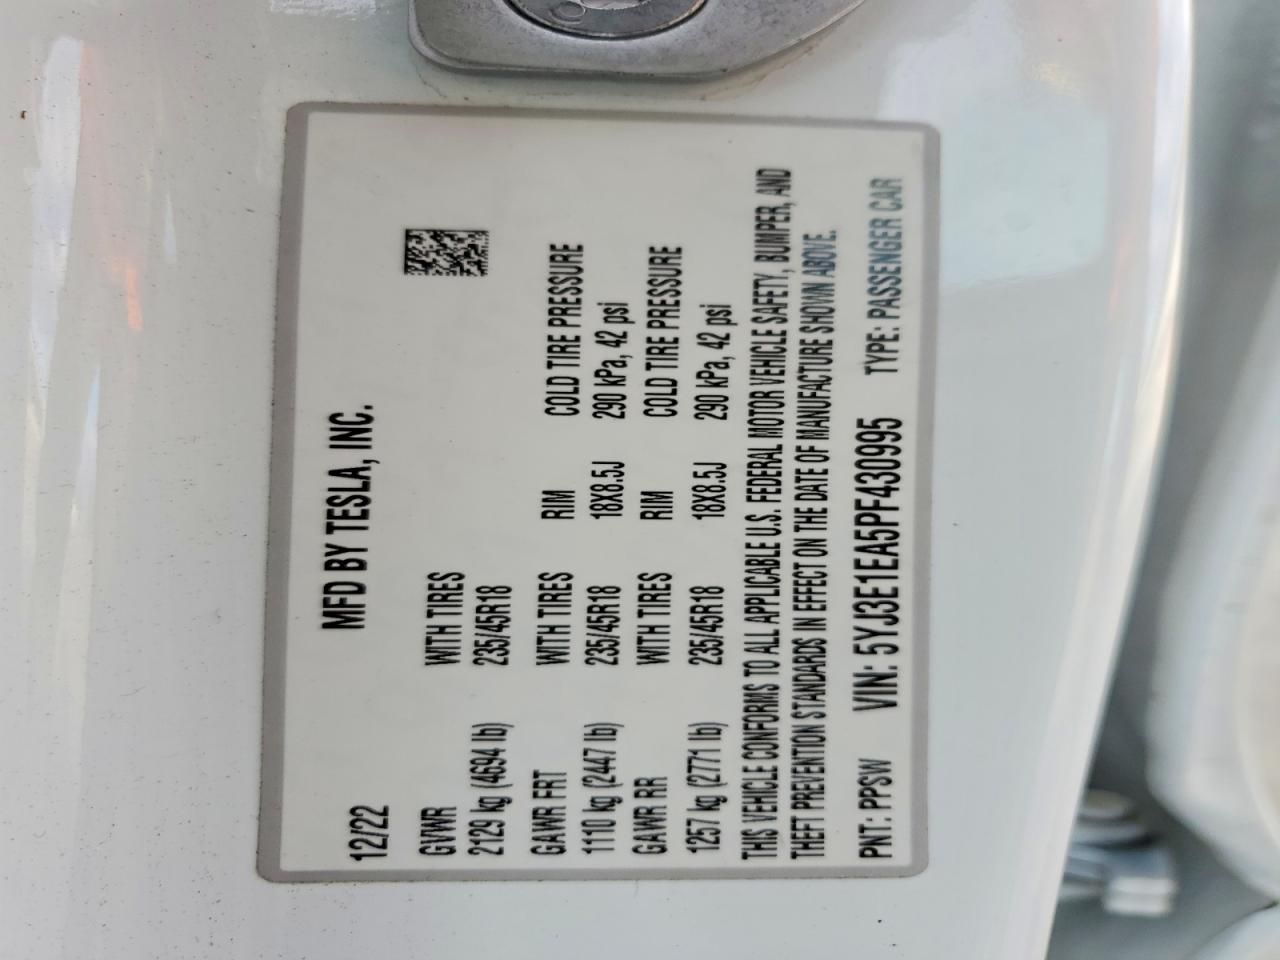 MFD BY TESLA, INC.
12/22
GVWR WITH TIRES
2129 kg (4694 lb) 235/45R18
GAWR FRT WITH TIRES RIM COLD TIRE PRESSURE
1110 kg (2447 lb) 235/45R18 18X8.5J 290 kPa, 42 psi
GAWR RR WITH TIRES RIM COLD TIRE PRESSURE
1257 kg (2771 lb) 235/45R18 18X8.5J 290 kPa, 42 psi
THIS VEHICLE CONFORMS TO ALL APPLICABLE U.S. FEDERAL MOTOR VEHICLE SAFETY, BUMPER, AND
THEFT PREVENTION STANDARDS IN EFFECT ON THE DATE OF MANUFACTURE SHOWN ABOVE.
PNT: PPSW VIN: 5YJ3E1EA5PF430995 TYPE: PASSENGER CAR